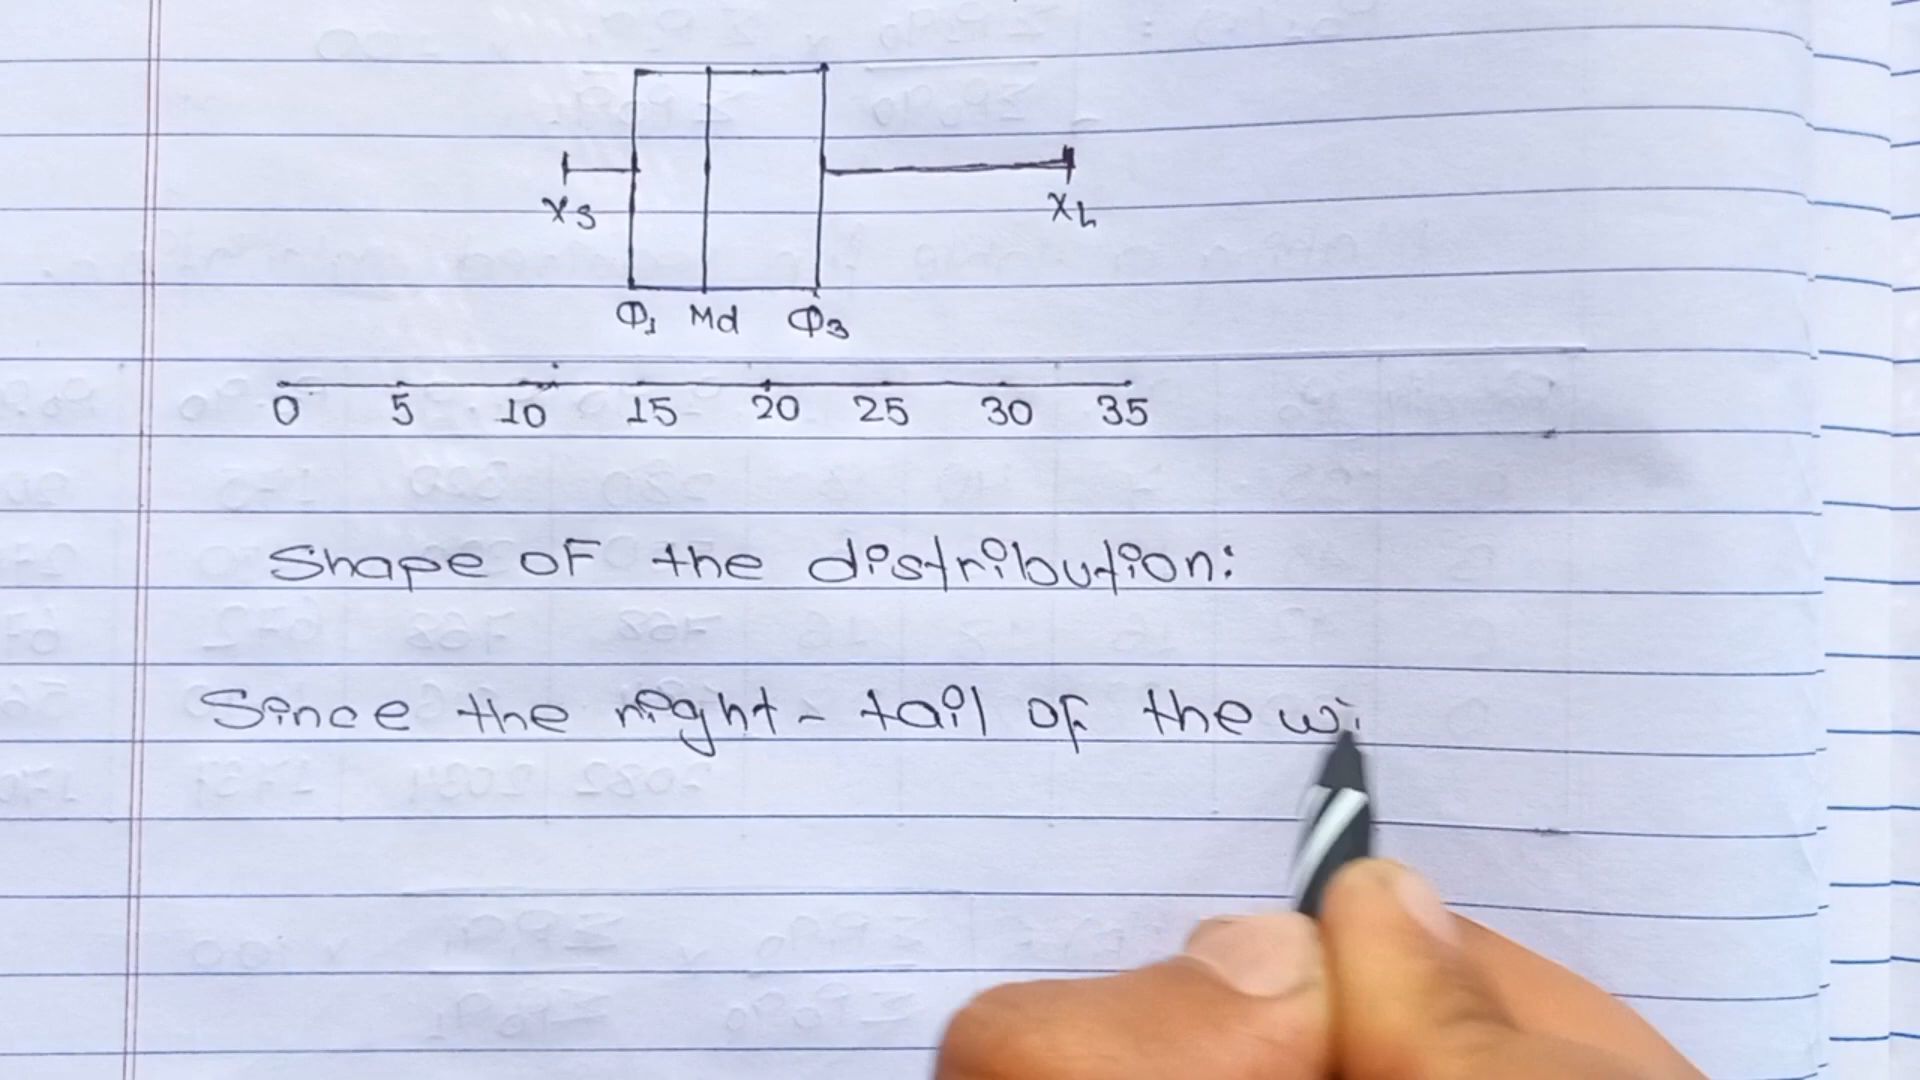 xs xL
Q1 Md Q3
0 5 10 15 20 25 30 35
Shape of the distribution:
Since the right - tail of the wi